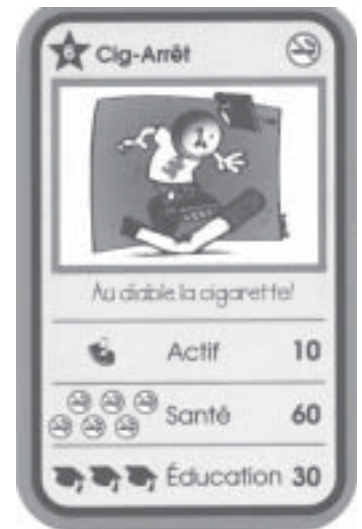 Cig-Arrêt
Au diable la cigarette!
Actif 10
Santé 60
Éducation 30